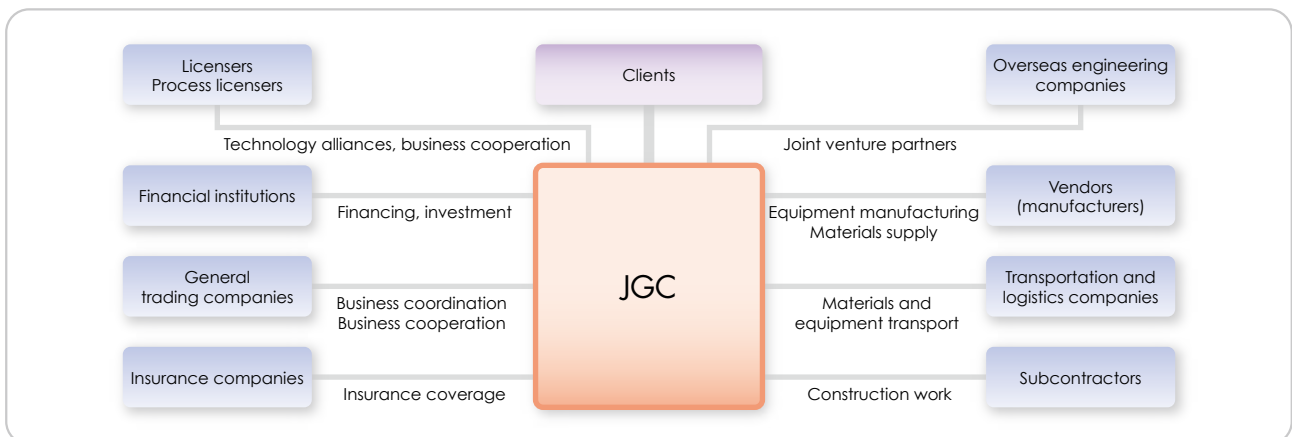 Licensers
Process licensers
Clients
Overseas engineering
companies
Technology alliances, business cooperation
Joint venture partners
Financial institutions
Financing, investment
Vendors
(manufacturers)
Equipment manufacturing
Materials supply
General
trading companies
Business coordination
Business cooperation
JGC
Transportation and
logistics companies
Materials and
equipment transport
Insurance companies
Insurance coverage
Subcontractors
Construction work